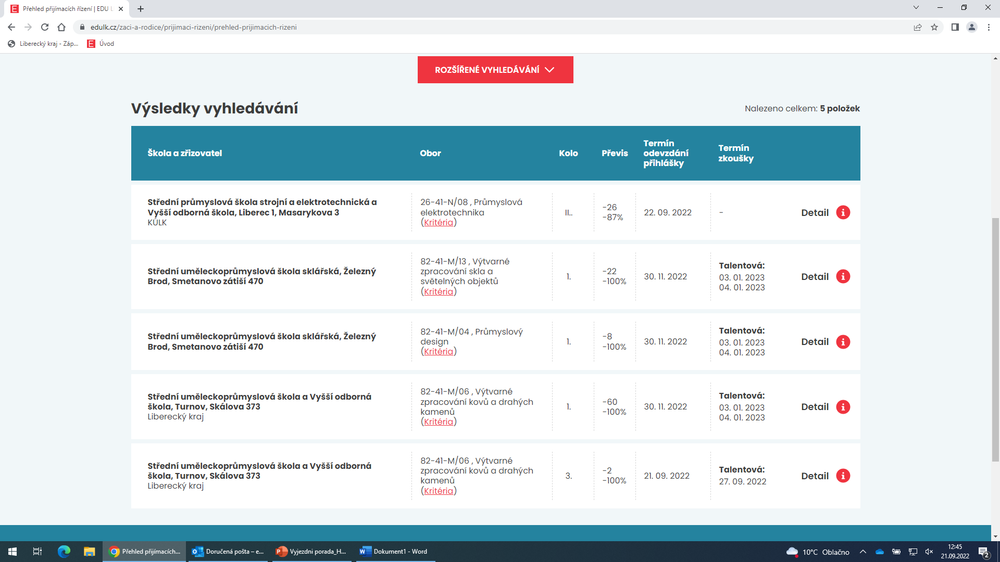 Přehled přijímacích řízení | EDU L
edulk.cz/zaci-a-rodice/prijimaci-rizeni/prehled-prijimacich-rizeni
Liberecký kraj - Záp...
Úvod
ROZŠÍŘENÉ VYHLEDÁVÁNÍ
Výsledky vyhledávání
Nalezeno celkem: 5 položek
Škola a zřizovatel
Obor
Kolo
Převis
Termín
odevzdání
přihlášky
Termín
zkoušky
Střední průmyslová škola strojní a elektrotechnická a
Vyšší odborná škola, Liberec 1, Masarykova 3
KÚLK
26-41-N/08 , Průmyslová
elektrotechnika
(Kritéria)
II..
-26
-87%
22. 09. 2022
-
Detail
Střední uměleckoprůmyslová škola sklářská, Železný
Brod, Smetanovo zátiší 470
82-41-M/13 , Výtvarné
zpracování skla a
světelných objektů
(Kritéria)
1.
-22
-100%
30. 11. 2022
Talentová:
03. 01. 2023
04. 01. 2023
Detail
Střední uměleckoprůmyslová škola sklářská, Železný
Brod, Smetanovo zátiší 470
82-41-M/04 , Průmyslový
design
(Kritéria)
1.
-8
-100%
30. 11. 2022
Talentová:
03. 01. 2023
04. 01. 2023
Detail
Střední uměleckoprůmyslová škola a Vyšší odborná
škola, Turnov, Skálova 373
Liberecký kraj
82-41-M/06 , Výtvarné
zpracování kovů a drahých
kamenů
(Kritéria)
1.
-60
-100%
30. 11. 2022
Talentová:
03. 01. 2023
04. 01. 2023
Detail
Střední uměleckoprůmyslová škola a Vyšší odborná
škola, Turnov, Skálova 373
Liberecký kraj
82-41-M/06 , Výtvarné
zpracování kovů a drahých
kamenů
(Kritéria)
3.
-2
-100%
21. 09. 2022
Talentová:
27. 09. 2022
Detail
Přehled přijímacích...
Doručená pošta – e...
Vyjezdni porada_H...
Dokument1 - Word
10°C Oblačno
12:45
21.09.2022
2